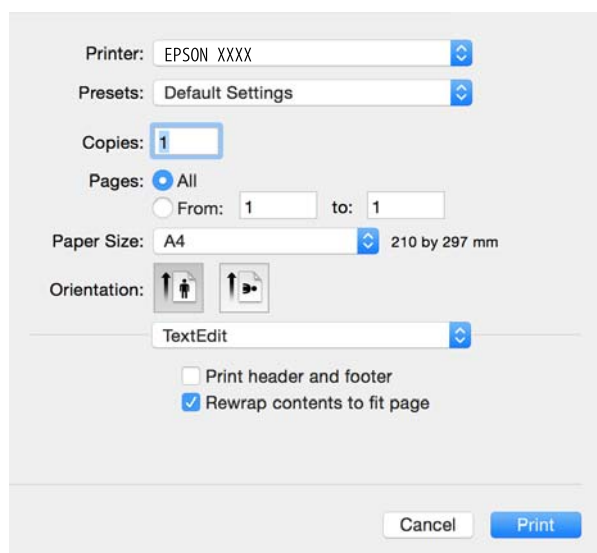 Printer: EPSON XXXX
Presets: Default Settings
Copies: 1
Pages: All
From: 1 to: 1
Paper Size: A4 210 by 297 mm
Orientation:
TextEdit
Print header and footer
Rewrap contents to fit page
Cancel Print